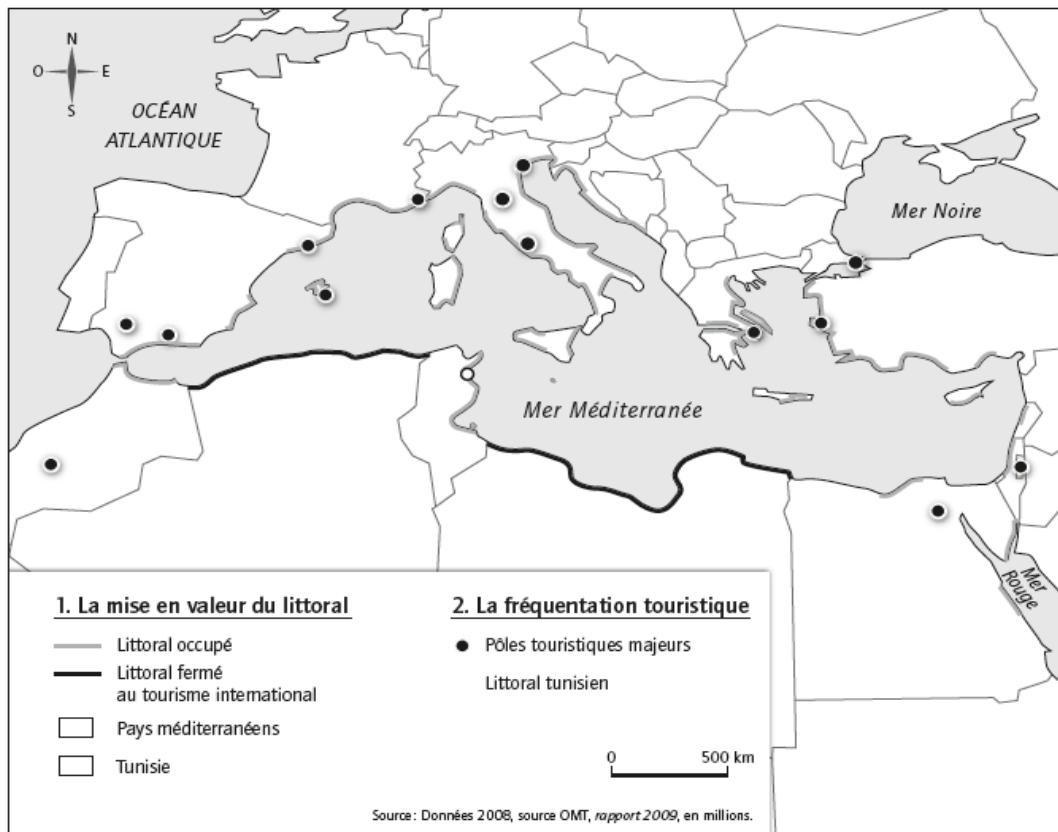 N
O
E
S
OCÉAN
ATLANTIQUE
Mer Noire
Mer Méditerranée
Mer
Rouge
1. La mise en valeur du littoral
Littoral occupé
Littoral fermé
au tourisme international
Pays méditerranéens
Tunisie
2. La fréquentation touristique
Pôles touristiques majeurs
Littoral tunisien
0
500 km
Source: Données 2008, source OMT, rapport 2009, en millions.